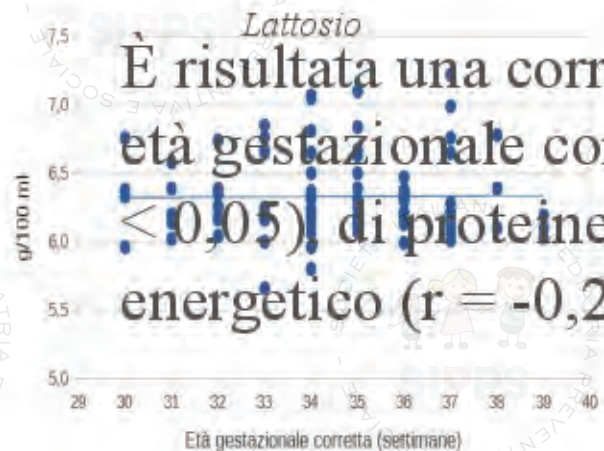 Lattosio
7,5
È risultata una corr
7,0
età gestazionale co
6,5
g/100 ml
< 0,05), di proteine
6,0
energetico (r = -0,2
5,5
SIPPS
5,0
29 30 31 32 33 34 35 36 37 38 39 40
Età gestazionale corretta (settimane)